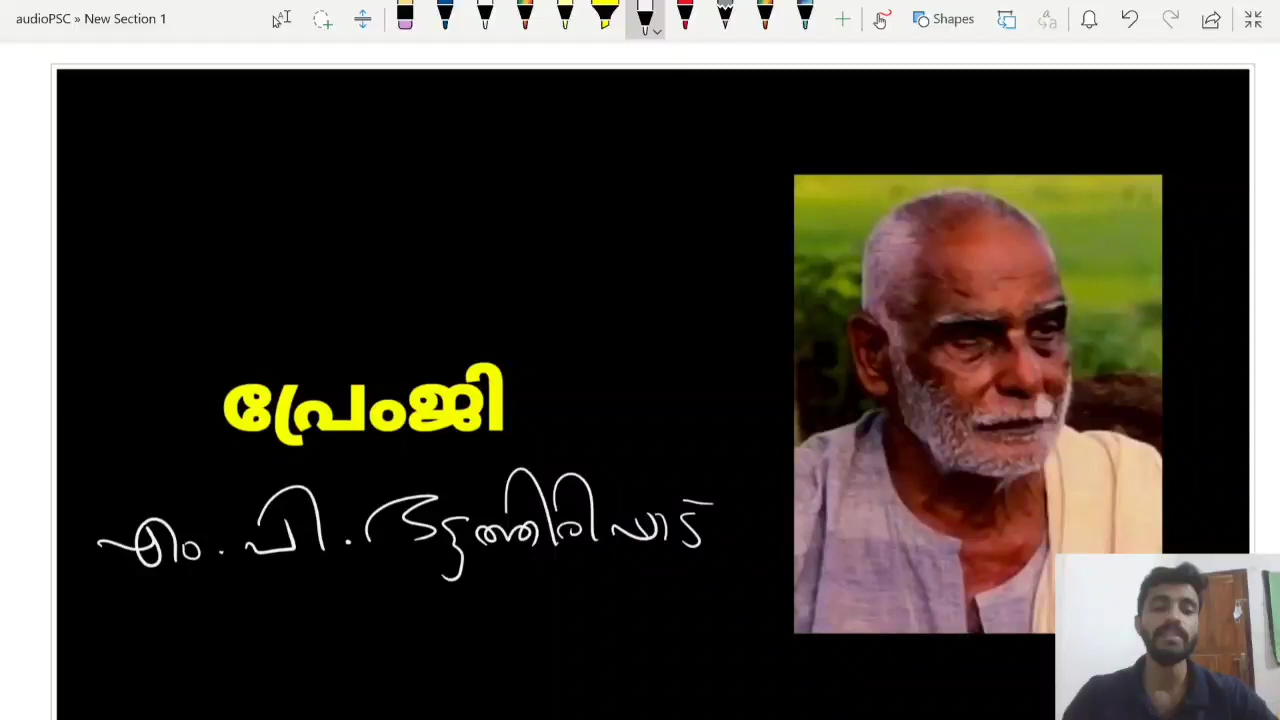 audioPSC » New Section 1
Shapes
പ്രേംജി
എം. പി. ഭട്ടതിരിപ്പാട്